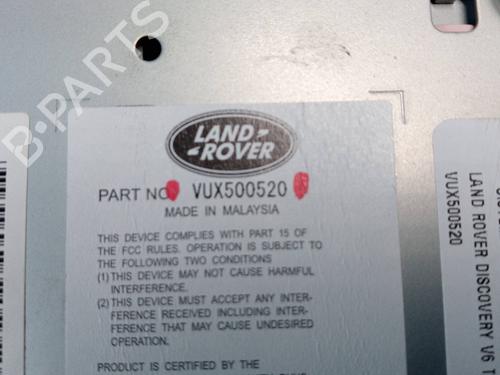 B-PARTS
LAND-
-ROVER
PART NO. VUX500520
MADE IN MALAYSIA
THIS DEVICE COMPLIES WITH PART 15 OF
THE FCC RULES. OPERATION IS SUBJECT TO
THE FOLLOWING TWO CONDITIONS
(1) THIS DEVICE MAY NOT CAUSE HARMFUL
INTERFERENCE.
(2) THIS DEVICE MUST ACCEPT ANY INTER-
FERENCE RECEIVED INCLUDING INTER-
FERENCE THAT MAY CAUSE UNDESIRED
OPERATION.
PRODUCT IS CERTIFIED BY THE
LAND ROVER DISCOVERY V6 T
VUX500520